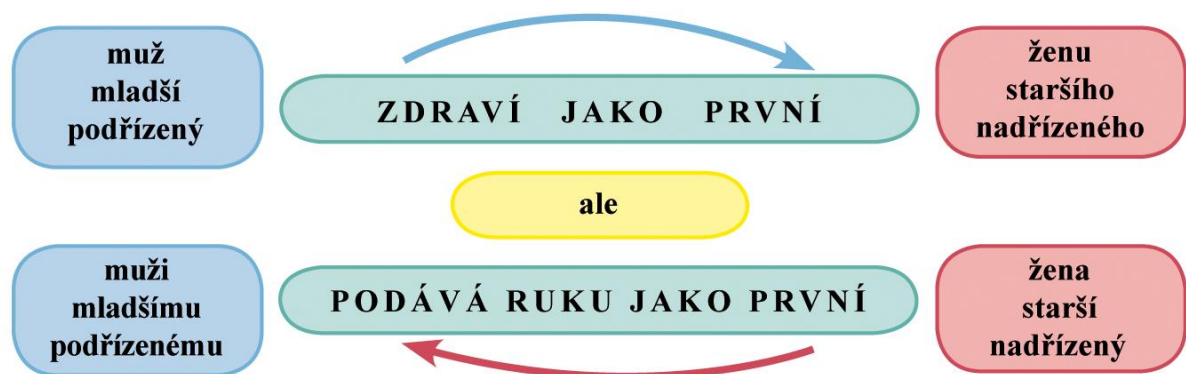 muž
mladší
podřízený
ZDRAVÍ JAKO PRVNÍ
ženu
staršího
nadřízeného
ale
muži
mladšímu
podřízenému
PODÁVÁ RUKU JAKO PRVNÍ
žena
starší
nadřízený